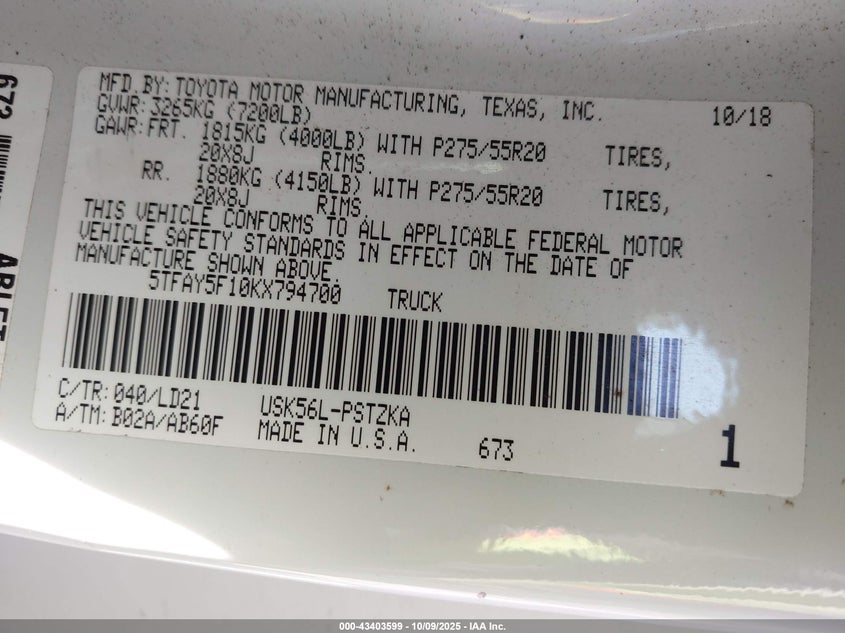 MFD.BY:TOYOTA MOTOR MANUFACTURING, TEXAS, INC. 10/18
GVWR:3265KG (7200LB)
GAWR:FRT. 1815KG (4000LB) WITH P275/55R20 TIRES,
20X8J RIMS.
RR. 1880KG (4150LB) WITH P275/55R20 TIRES,
20X8J RIMS.
THIS VEHICLE CONFORMS TO ALL APPLICABLE FEDERAL MOTOR
VEHICLE SAFETY STANDARDS IN EFFECT ON THE DATE OF
MANUFACTURE SHOWN ABOVE.
5TFAY5F10KX794700 TRUCK
C/TR:040/LD21 USK56L-PSTZKA
A/TM:B02A/AB60F MADE IN U.S.A. 673 1
672
000-43403599 - 10/09/2025 - IAA Inc.